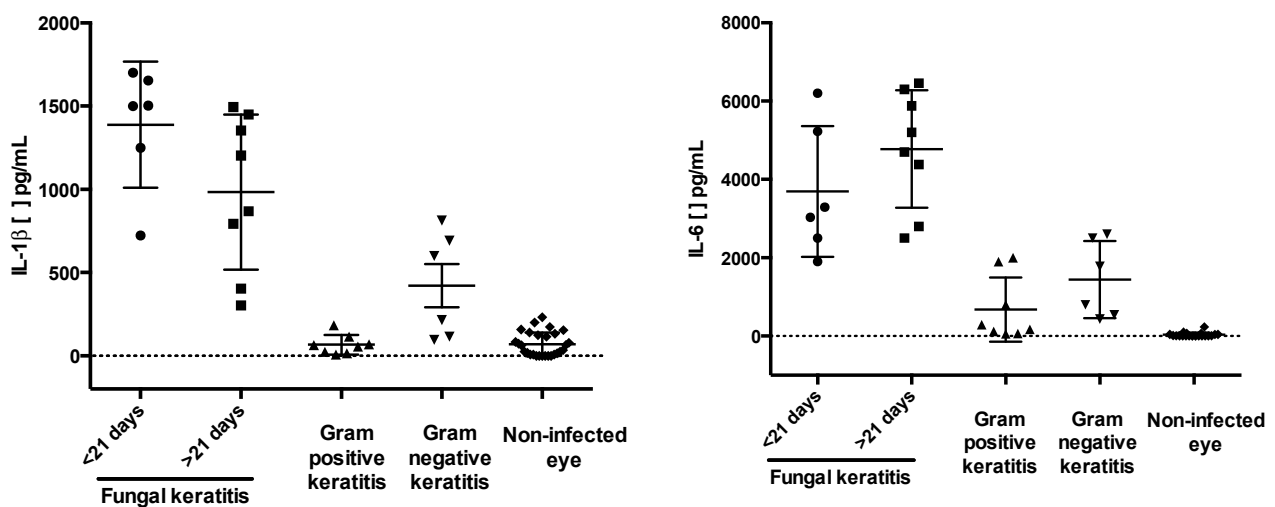 2000
1500
1000
500
0
IL-1β [ ] pg/mL
<21 days
>21 days
Fungal keratitis
Gram
positive
keratitis
Gram
negative
keratitis
Non-infected
eye
8000
6000
4000
2000
0
IL-6 [ ] pg/mL
<21 days
>21 days
Fungal keratitis
Gram
positive
keratitis
Gram
negative
keratitis
Non-infected
eye